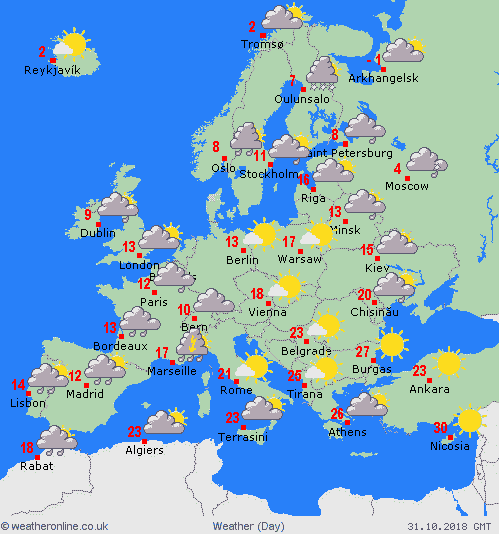 2
Tromsø
2
Reykjavík
-1
Arkhangelsk
7
Oulunsalo
8
Oslo
11
Stockholm
8
Saint Petersburg
4
Moscow
16
Riga
9
Dublin
13
Minsk
13
London
13
Berlin
17
Warsaw
15
Kiev
12
Paris
10
Bern
18
Vienna
20
Chisinău
13
Bordeaux
23
Belgrade
17
Marseille
27
Burgas
14
Lisbon
12
Madrid
21
Rome
25
Tirana
23
Ankara
23
Algiers
23
Terrasini
26
Athens
30
Nicosia
18
Rabat
© weatheronline.co.uk Weather (Day) 31.10.2018 GMT